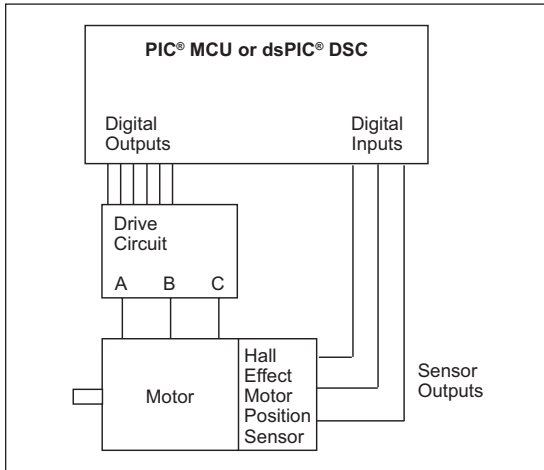 PIC® MCU or dsPIC® DSC
Digital
Outputs
Digital
Inputs
Drive
Circuit
A B C
Motor
Hall
Effect
Motor
Position
Sensor
Sensor
Outputs